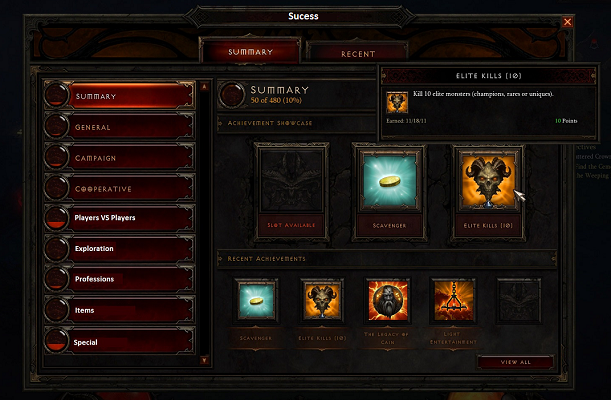 Sucess
SUMMARY
RECENT
ELITE KILLS (10)
Kill 10 elite monsters (champions, rares or uniques).
Earned: 11/18/11
10 Points
SUMMARY
GENERAL
CAMPAIGN
COOPERATIVE
Players VS Players
Exploration
Professions
Items
Special
SUMMARY
50 of 480 (10%)
ACHIEVEMENT SHOWCASE
SLOT AVAILABLE
SCAVENGER
ELITE KILLS (10)
RECENT ACHIEVEMENTS
SCAVENGER
ELITE KILLS (10)
THE LEGACY OF
CAIN
LIGHT
ENTERTAINMENT
VIEW ALL